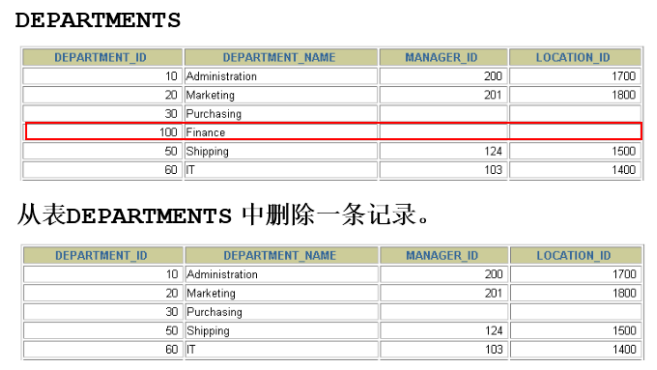 DEPARTMENTS
DEPARTMENT_ID DEPARTMENT_NAME MANAGER_ID LOCATION_ID
10 Administration 200 1700
20 Marketing 201 1800
30 Purchasing
100 Finance
50 Shipping 124 1500
60 IT 103 1400
从表DEPARTMENTS 中删除一条记录。
DEPARTMENT_ID DEPARTMENT_NAME MANAGER_ID LOCATION_ID
10 Administration 200 1700
20 Marketing 201 1800
30 Purchasing
50 Shipping 124 1500
60 IT 103 1400